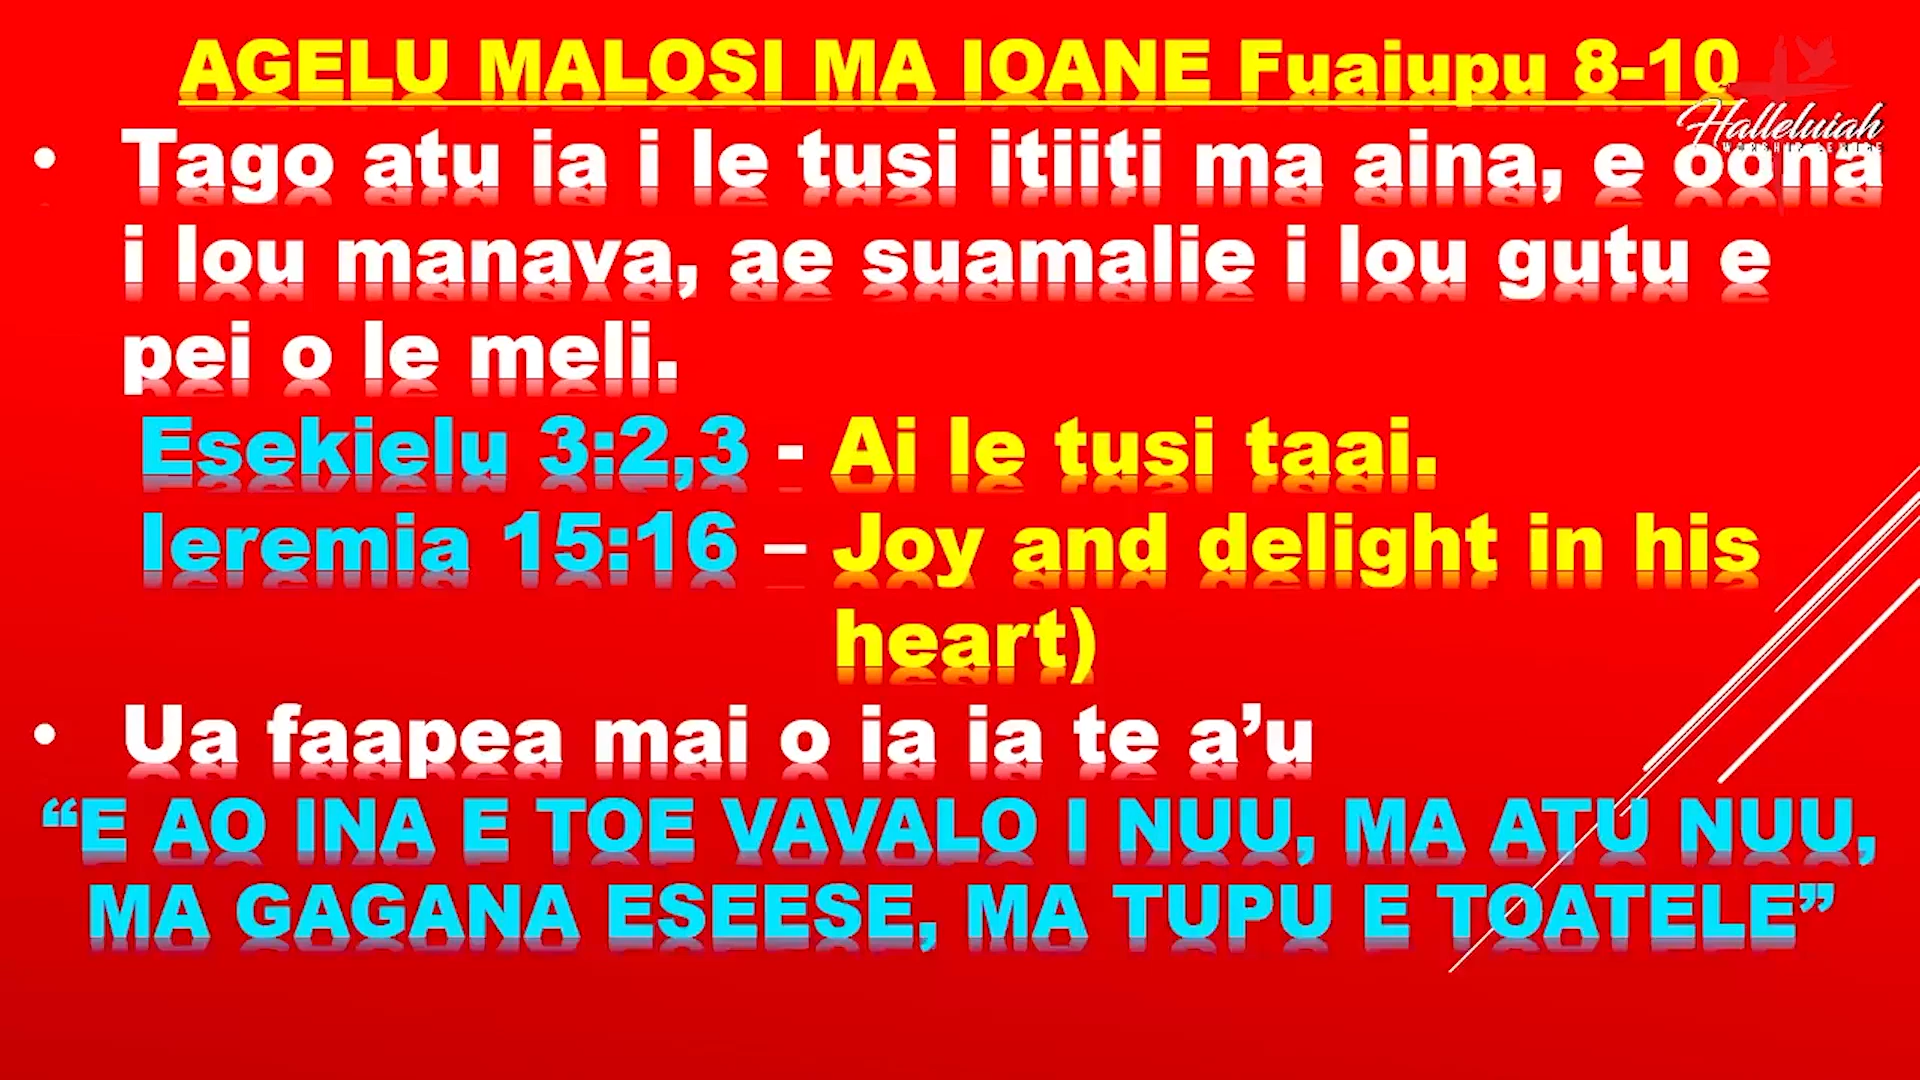 AGELU MALOSI MA IOANE Fuaiupu 8-10
Halleluiah
WORSHIP CENTRE
• Tago atu ia i le tusi itiiti ma aina, e oona
i lou manava, ae suamalie i lou gutu e
pei o le meli.
Esekielu 3:2,3 - Ai le tusi taai.
Ieremia 15:16 – Joy and delight in his
heart)
• Ua faapea mai o ia ia te a’u
“E AO INA E TOE VAVALO I NUU, MA ATU NUU,
MA GAGANA ESEESE, MA TUPU E TOATELE”